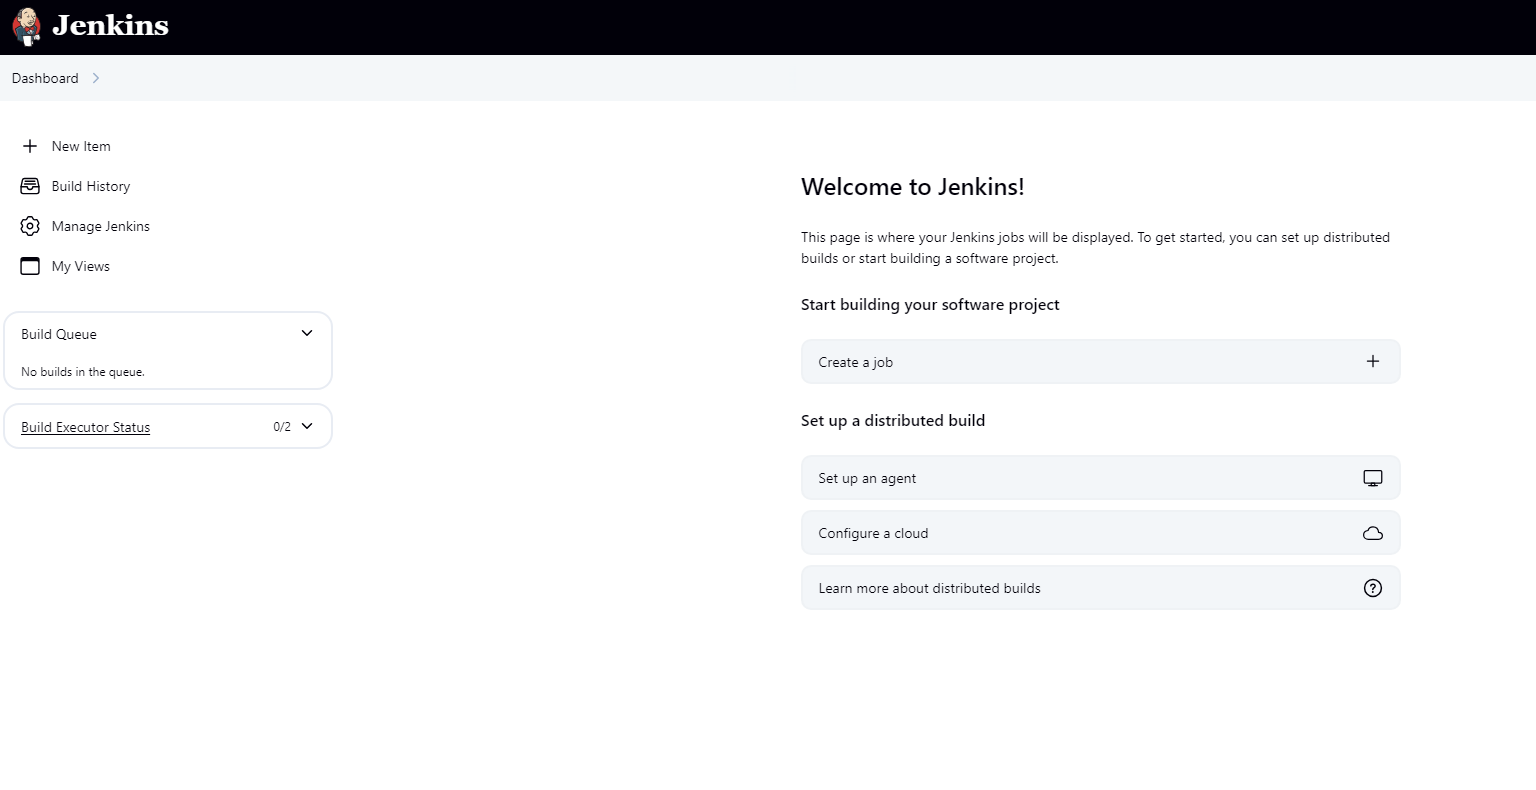 Jenkins
Dashboard
New Item
Build History
Manage Jenkins
My Views
Build Queue
No builds in the queue.
Build Executor Status 0/2
Welcome to Jenkins!
This page is where your Jenkins jobs will be displayed. To get started, you can set up distributed
builds or start building a software project.
Start building your software project
Create a job
Set up a distributed build
Set up an agent
Configure a cloud
Learn more about distributed builds